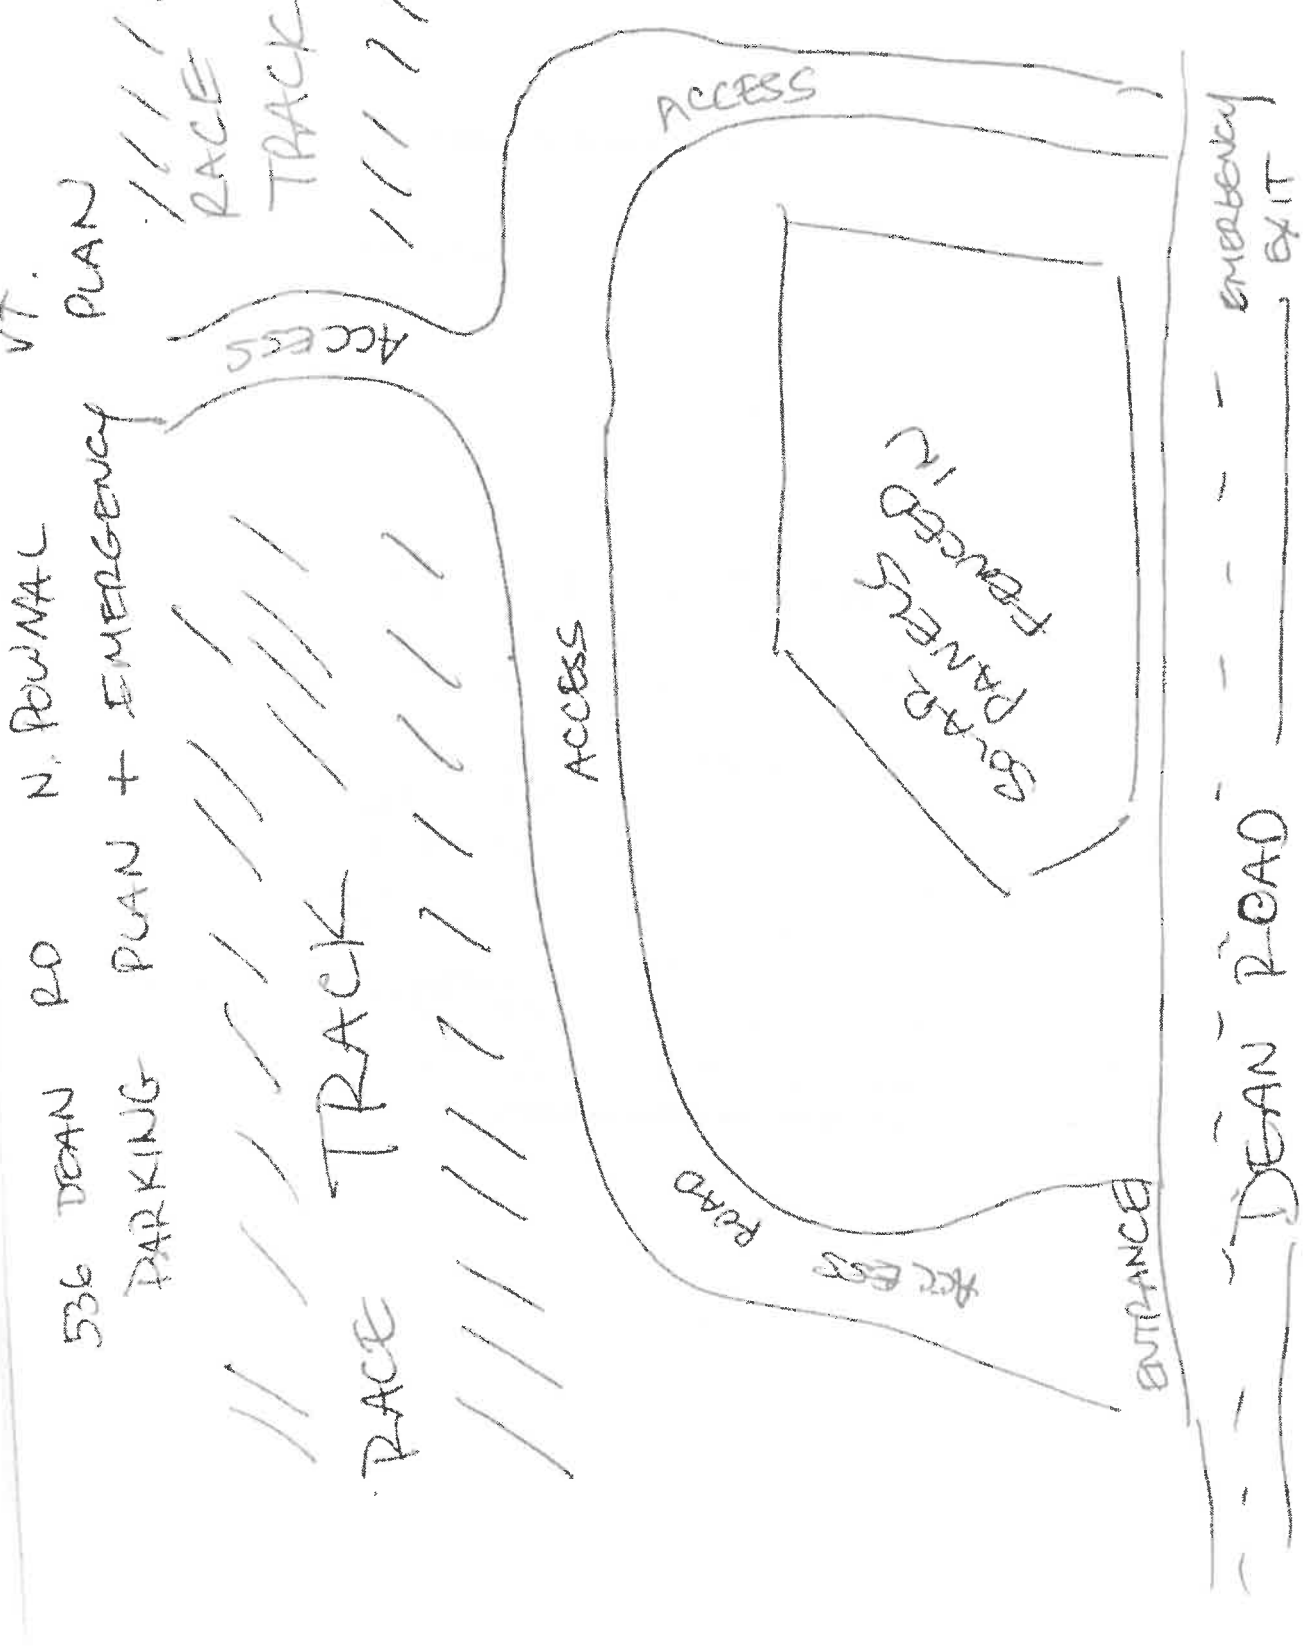 536 DEAN RD N. POWNAL VT.
PARKING PLAN + EMERGENCY PLAN
RACE TRACK
RACE
TRACK
ACCESS
ACCESS
ACCESS
ACCESS
ROAD
SOLAR
PANELS
FENCED IN
ENTRANCE
EMERGENCY
EXIT
DEAN ROAD